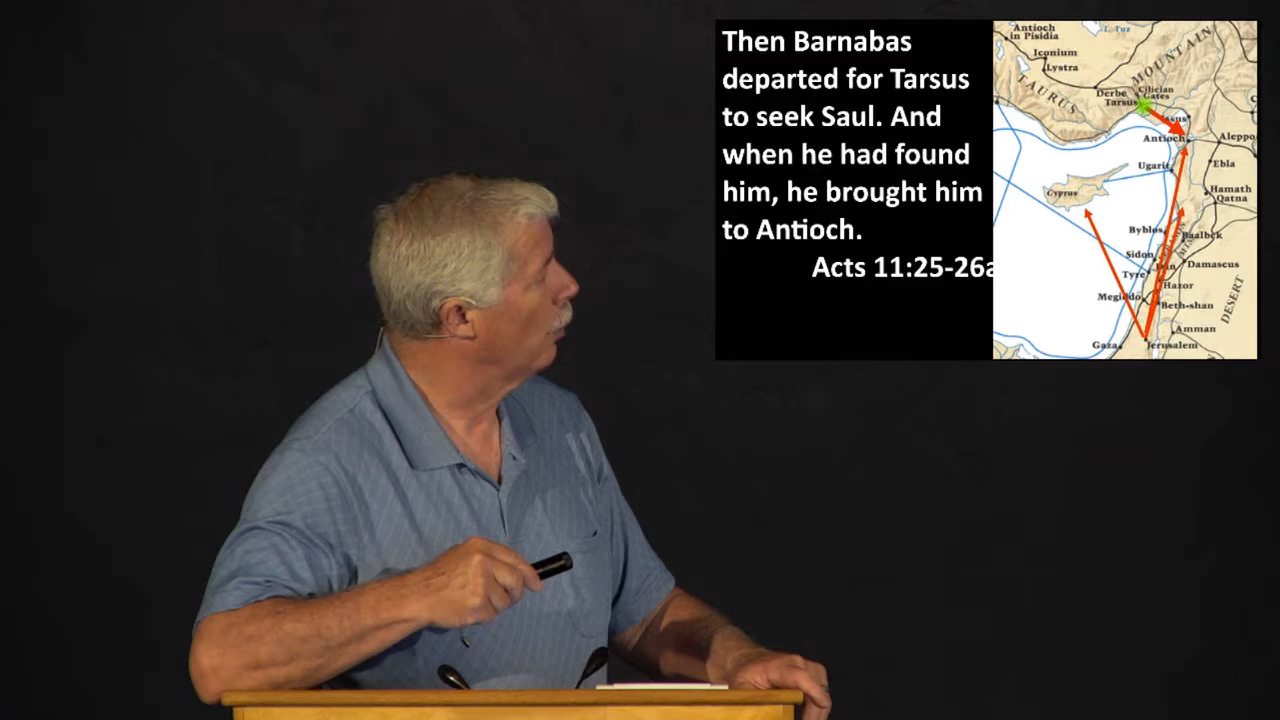 Then Barnabas
departed for Tarsus
to seek Saul. And
when he had found
him, he brought him
to Antioch.
Acts 11:25-26a
Antioch
in Pisidia
L. Tuz
Iconium
Lystra
TAURUS
MOUNTAIN
Derbe
Cilician
Gates
Tarsus
Issus
Antioch
Aleppo
Ugarit
Ebla
Cyprus
Hamath
Qatna
Byblos
Baalbek
Sidon
Damascus
Tyre
Hazor
Megiddo
Beth-shan
DESERT
Amman
Gaza
Jerusalem